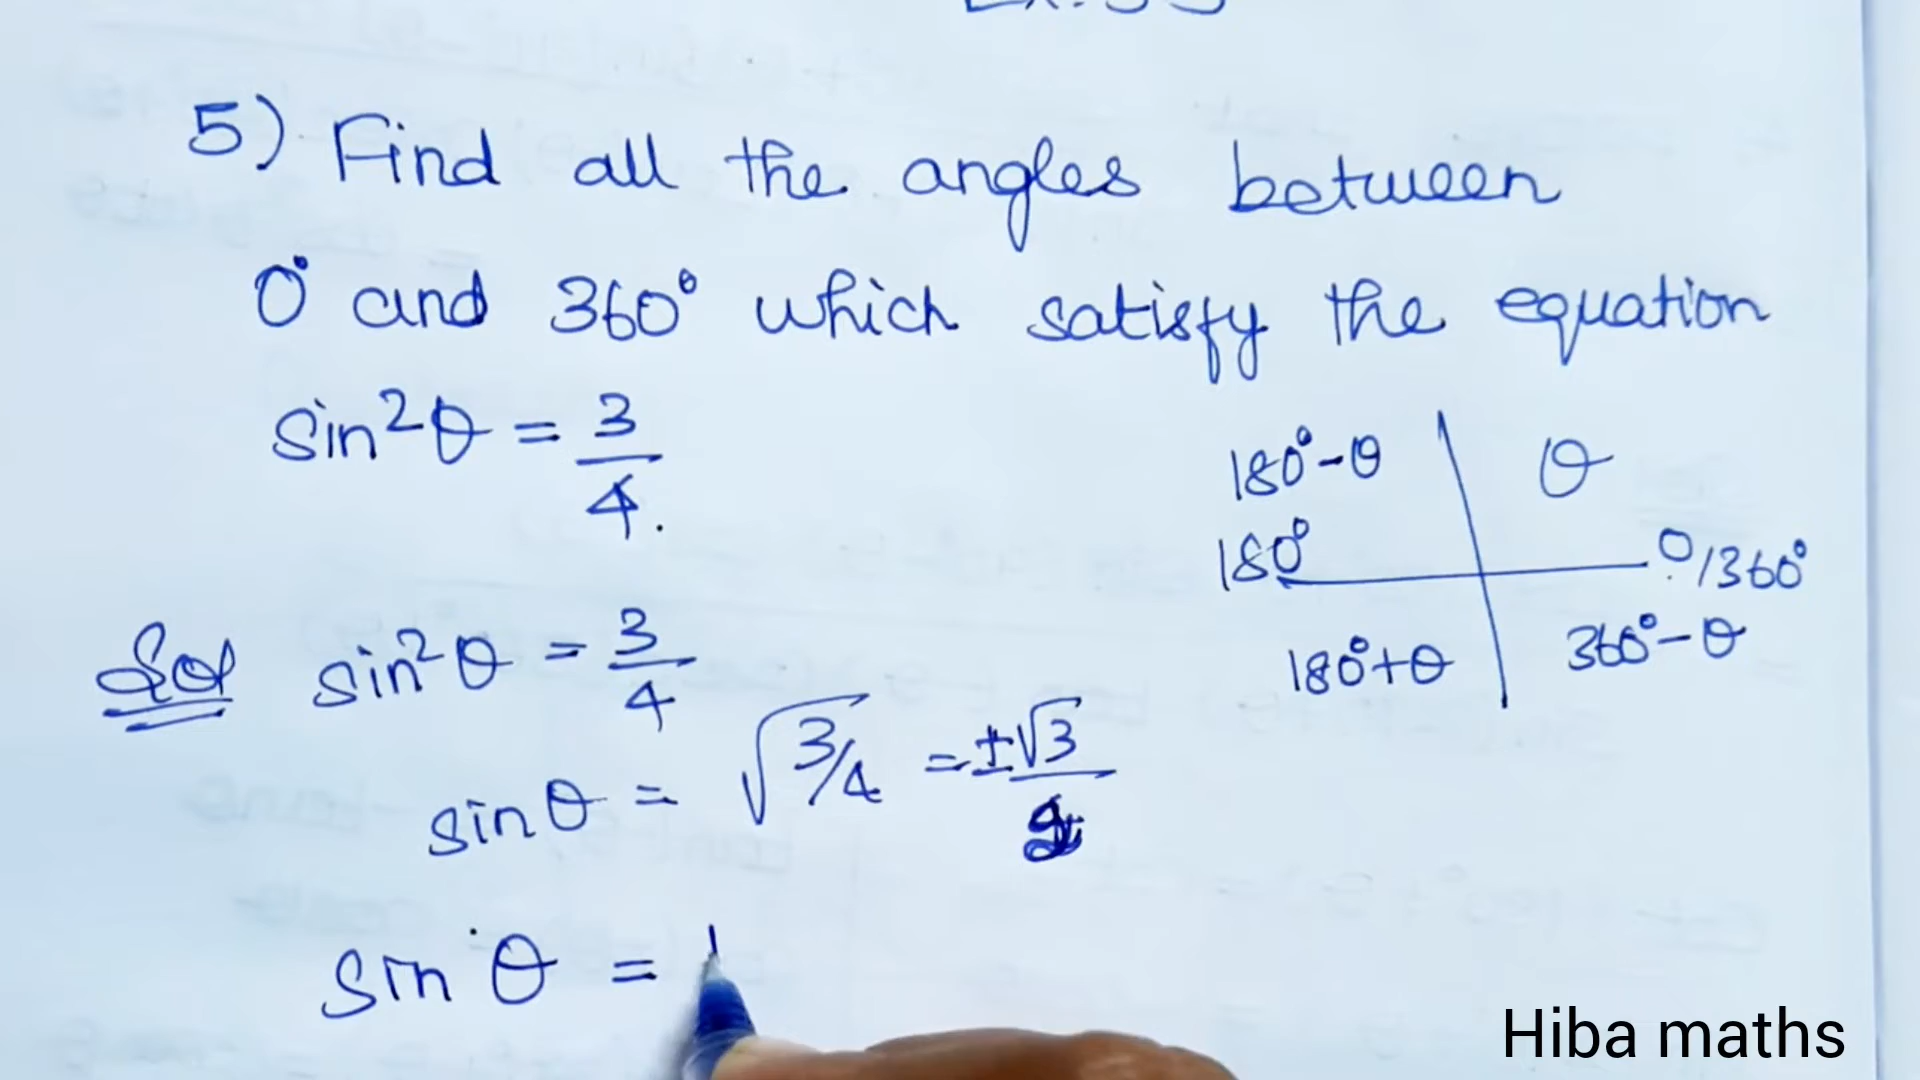 5) Find all the angles between
0° and 360° which satisfy the equation
sin²θ = 3/4.
180°-θ θ
180° 0/360°
180°+θ 360°-θ
Sol sin²θ = 3/4
sinθ = √3/4 = ±√3/2
sin θ =
Hiba maths